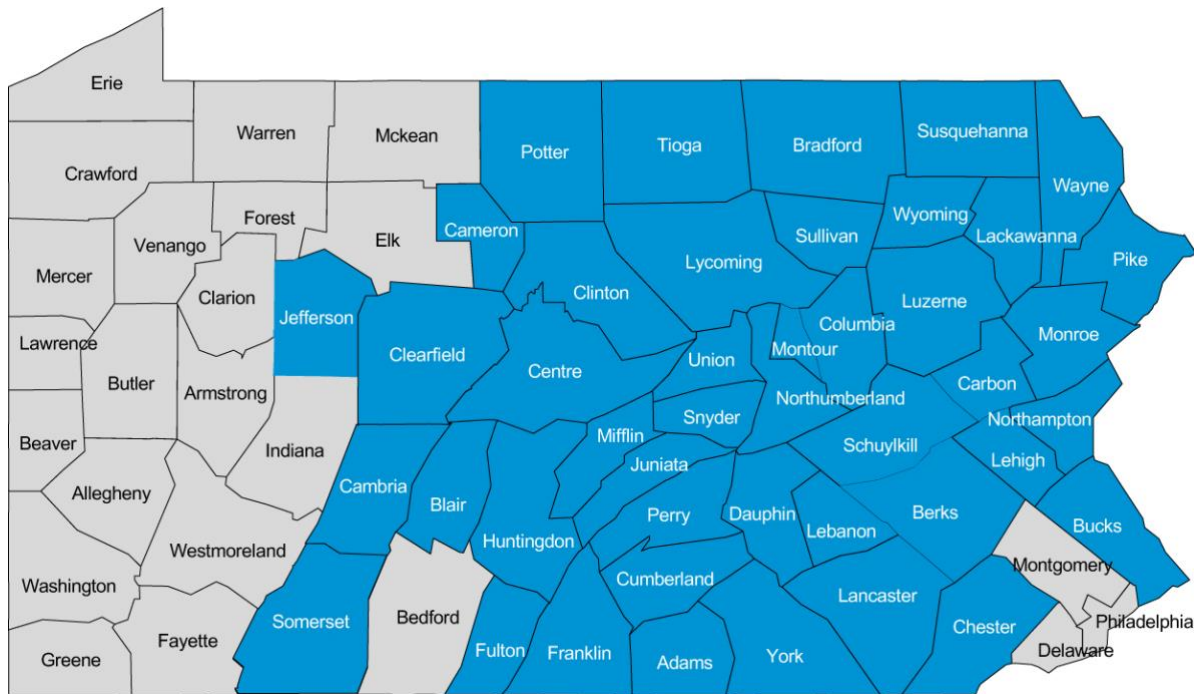 Erie
Warren
Mckean
Susquehanna
Potter
Tioga
Bradford
Crawford
Wayne
Forest
Wyoming
Cameron
Venango
Elk
Sullivan
Lackawanna
Lycoming
Pike
Mercer
Clarion
Clinton
Luzerne
Jefferson
Columbia
Monroe
Lawrence
Clearfield
Montour
Union
Centre
Butler
Carbon
Armstrong
Northumberland
Snyder
Northampton
Beaver
Mifflin
Schuylkill
Indiana
Lehigh
Juniata
Allegheny
Cambria
Blair
Berks
Perry
Dauphin
Bucks
Lebanon
Huntingdon
Westmoreland
Montgomery
Cumberland
Washington
Lancaster
Bedford
Somerset
Philadelphia
Chester
Fayette
Delaware
Fulton
Franklin
Greene
Adams
York